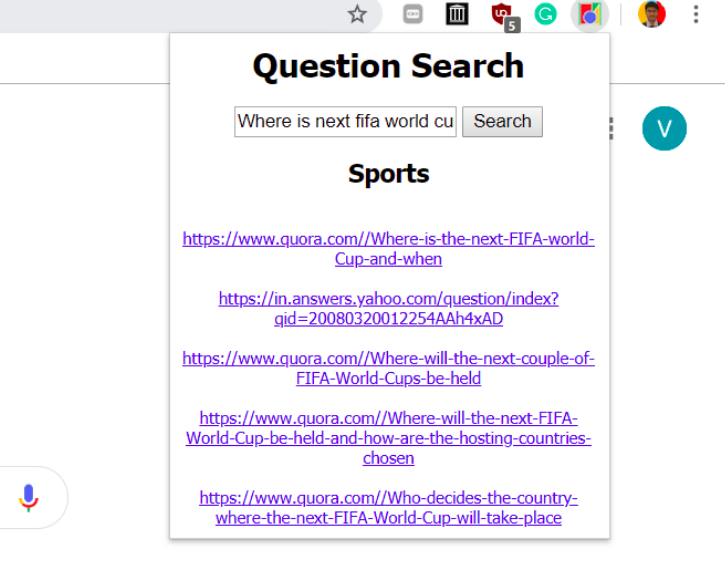 5
Question Search
Where is next fifa world cu Search
V
Sports
https://www.quora.com//Where-is-the-next-FIFA-world-
Cup-and-when
https://in.answers.yahoo.com/question/index?
qid=20080320012254AAh4xAD
https://www.quora.com//Where-will-the-next-couple-of-
FIFA-World-Cups-be-held
https://www.quora.com//Where-will-the-next-FIFA-
World-Cup-be-held-and-how-are-the-hosting-countries-
chosen
https://www.quora.com//Who-decides-the-country-
where-the-next-FIFA-World-Cup-will-take-place